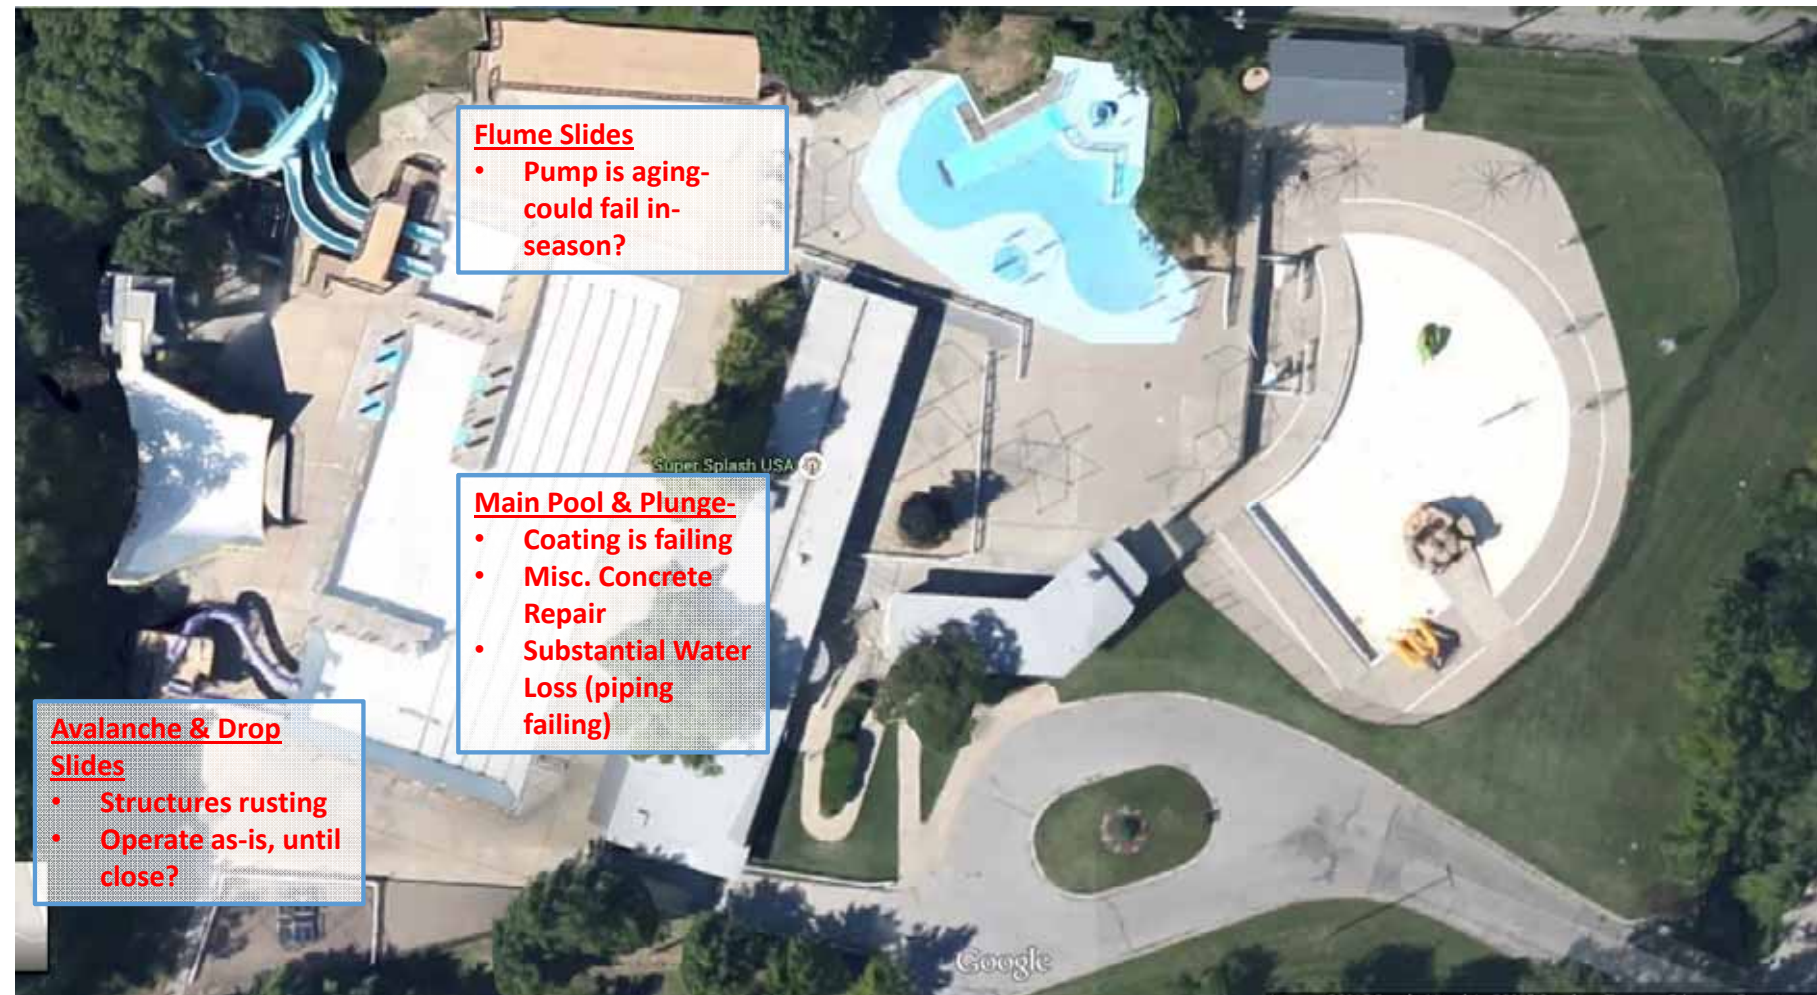 Flume Slides
• Pump is aging-
could fail in-
season?
Super Splash USA
Main Pool & Plunge-
• Coating is failing
• Misc. Concrete
Repair
• Substantial Water
Loss (piping
failing)
Avalanche & Drop
Slides
• Structures rusting
• Operate as-is, until
close?
Google